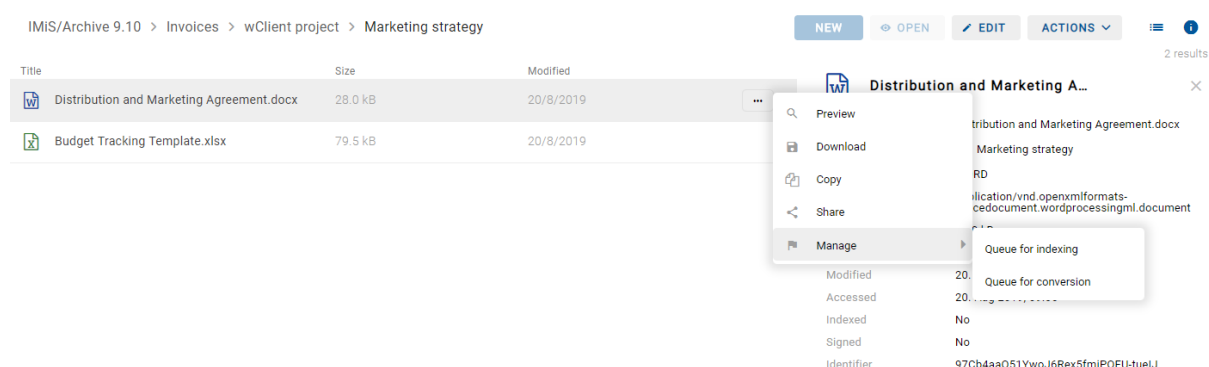 IMiS/Archive 9.10 > Invoices > wClient project > Marketing strategy
NEW OPEN EDIT ACTIONS
2 results
Title Size Modified
Distribution and Marketing Agreement.docx 28.0 kB 20/8/2019 ...
Budget Tracking Template.xlsx 79.5 kB 20/8/2019
Distribution and Marketing A...
Preview
Download
Copy
Share
Manage
Queue for indexing
Queue for conversion
tribution and Marketing Agreement.docx
Marketing strategy
RD
lication/vnd.openxmlformats-
cedocument.wordprocessingml.document
Modified 20.
Accessed 20.
Indexed No
Signed No
Identifier